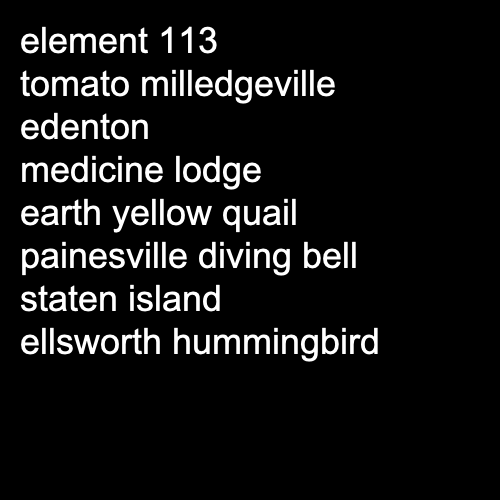 element 113
tomato milledgeville
edenton
medicine lodge
earth yellow quail
painesville diving bell
staten island
ellsworth hummingbird